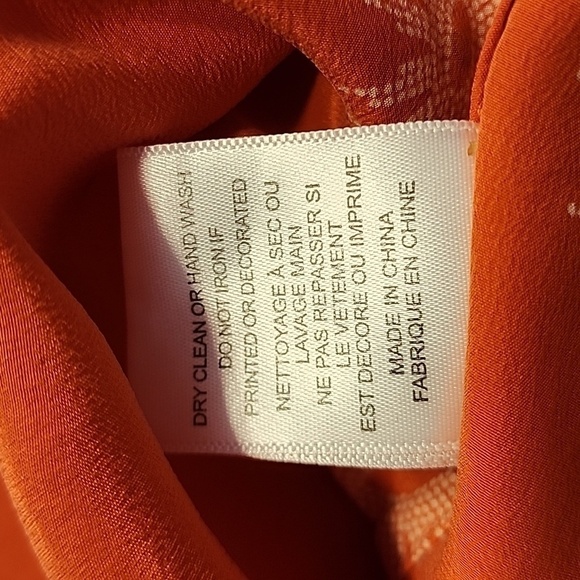 DRY CLEAN OR HAND WASH
DO NOT IRON IF
PRINTED OR DECORATED
NETTOYAGE À SEC OU
LAVAGE MAIN
NE PAS REPASSER SI
LE VETEMENT
EST DECORE OU IMPRIME
MADE IN CHINA
FABRIQUE EN CHINE